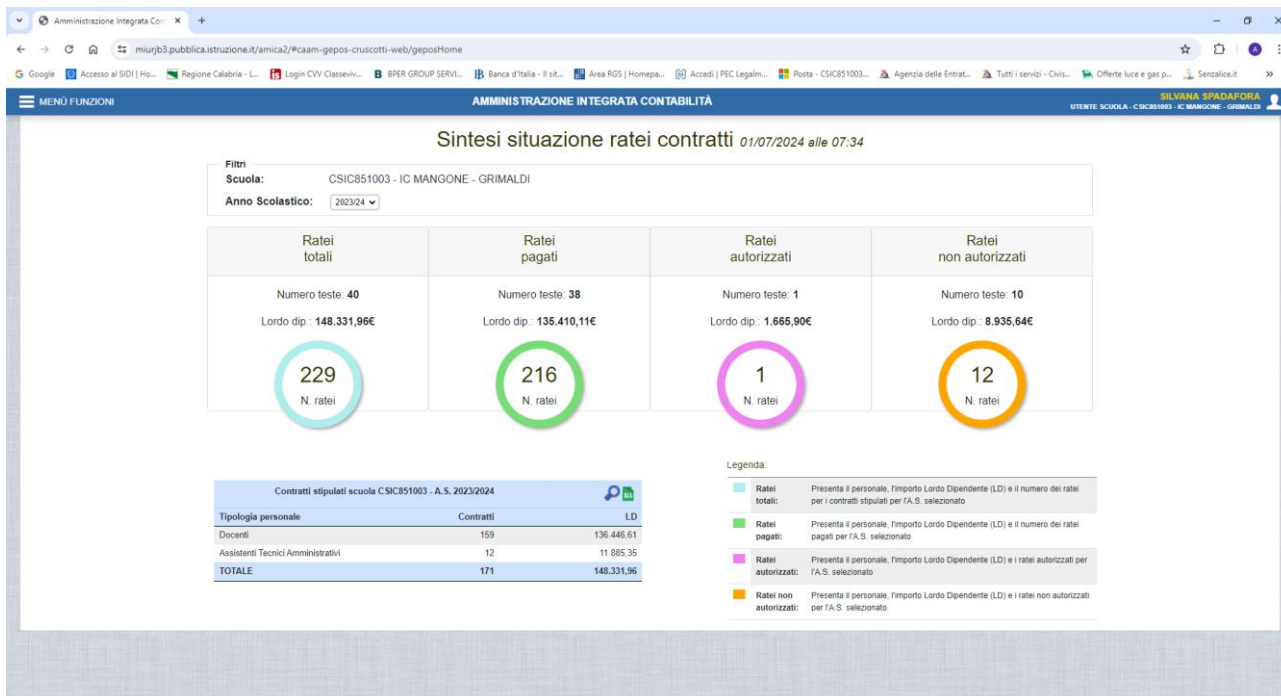 Amministrazione Integrata Con
miurjb3.pubblica.istruzione.it/amica2/#caam-gepos-cruscotti-web/geposHome
Google Accesso al SIDI | Ho... Regione Calabria - L... Login CVV Classeviv... BPER GROUP SERVI... Banca d'Italia - Il sit... Area RGS | Homepa... Accedi | PEC Legalm... Posta - CSIC851003... Agenzia delle Entrat... Tutti i servizi - Civis... Offerte luce e gas p... Senzalice.it »
MENÙ FUNZIONI AMMINISTRAZIONE INTEGRATA CONTABILITÀ SILVANA SPADAFORA
UTENTE SCUOLA - CSIC851003 - IC MANGONE - GRIMALDI
Sintesi situazione ratei contratti 01/07/2024 alle 07:34
Filtri
Scuola: CSIC851003 - IC MANGONE - GRIMALDI
Anno Scolastico: 2023/24
Ratei totali
Ratei pagati
Ratei autorizzati
Ratei non autorizzati
Numero teste: 40 Numero teste: 38 Numero teste: 1 Numero teste: 10
Lordo dip.: 148.331,96€ Lordo dip.: 135.410,11€ Lordo dip.: 1.665,90€ Lordo dip.: 8.935,64€
229 216 1 12
N. ratei N. ratei N. ratei N. ratei
Contratti stipulati scuola CSIC851003 - A.S. 2023/2024
Tipologia personale Contratti LD
Docenti 159 136.446,61
Assistenti Tecnici Amministrativi 12 11.885,35
TOTALE 171 148.331,96
Legenda:
Ratei totali: Presenta il personale, l'importo Lordo Dipendente (LD) e il numero dei ratei
per i contratti stipulati per l'A.S. selezionato
Ratei pagati: Presenta il personale, l'importo Lordo Dipendente (LD) e il numero dei ratei
pagati per l'A.S. selezionato
Ratei autorizzati: Presenta il personale, l'importo Lordo Dipendente (LD) e i ratei autorizzati per
l'A.S. selezionato
Ratei non autorizzati: Presenta il personale, l'importo Lordo Dipendente (LD) e i ratei non autorizzati
per l'A.S. selezionato